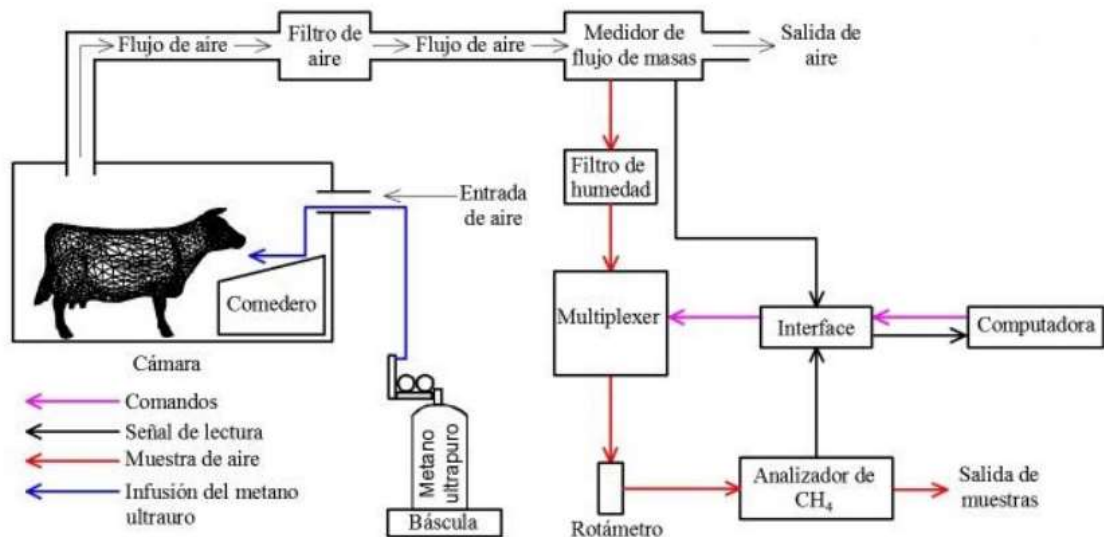 Flujo de aire
Filtro de
aire
Flujo de aire
Medidor de
flujo de masas
Salida de
aire
Filtro de
humedad
Entrada
de aire
Comedero
Cámara
Multiplexer
Interface
Computadora
Comandos
Señal de lectura
Muestra de aire
Infusión del metano
ultrauro
Metano
ultrapuro
Báscula
Rotámetro
Analizador de
CH₄
Salida de
muestras